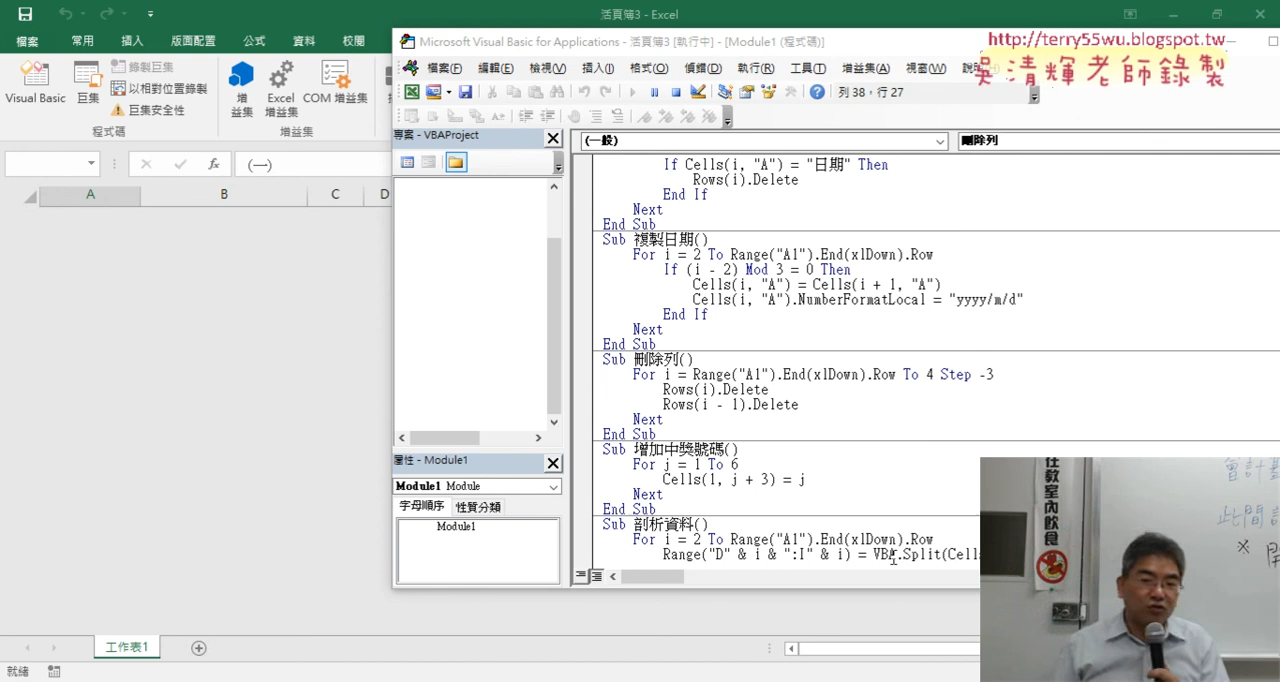 活頁簿3 - Excel
檔案 常用 插入 版面配置 公式 資料 校閱
Visual Basic 巨集 錄製巨集 以相對位置錄製 巨集安全性 程式碼
增益集 Excel 增益集 COM 增益集 增益集
fx (一)
A B C D
工作表1
就緒
Microsoft Visual Basic for Applications - 活頁簿3 [執行中] - [Module1 (程式碼)]
http://terry55wu.blogspot.tw
吳清輝老師錄製
檔案(F) 編輯(E) 檢視(V) 插入(I) 格式(O) 偵錯(D) 執行(R) 工具(T) 增益集(A) 視窗(W)
列 38，行 27
專案 - VBAProject
屬性 - Module1
Module1 Module
字母順序 性質分類
Module1
(一般) 刪除列
If Cells(i, "A") = "日期" Then
Rows(i).Delete
End If
Next
End Sub
Sub 複製日期()
For i = 2 To Range("A1").End(xlDown).Row
If (i - 2) Mod 3 = 0 Then
Cells(i, "A") = Cells(i + 1, "A")
Cells(i, "A").NumberFormatLocal = "yyyy/m/d"
End If
Next
End Sub
Sub 刪除列()
For i = Range("A1").End(xlDown).Row To 4 Step -3
Rows(i).Delete
Rows(i - 1).Delete
Next
End Sub
Sub 增加中獎號碼()
For j = 1 To 6
Cells(1, j + 3) = j
Next
End Sub
Sub 剖析資料()
For i = 2 To Range("A1").End(xlDown).Row
Range("D" & i & ":I" & i) = VBA.Split(Cells
教室內飲食
此間